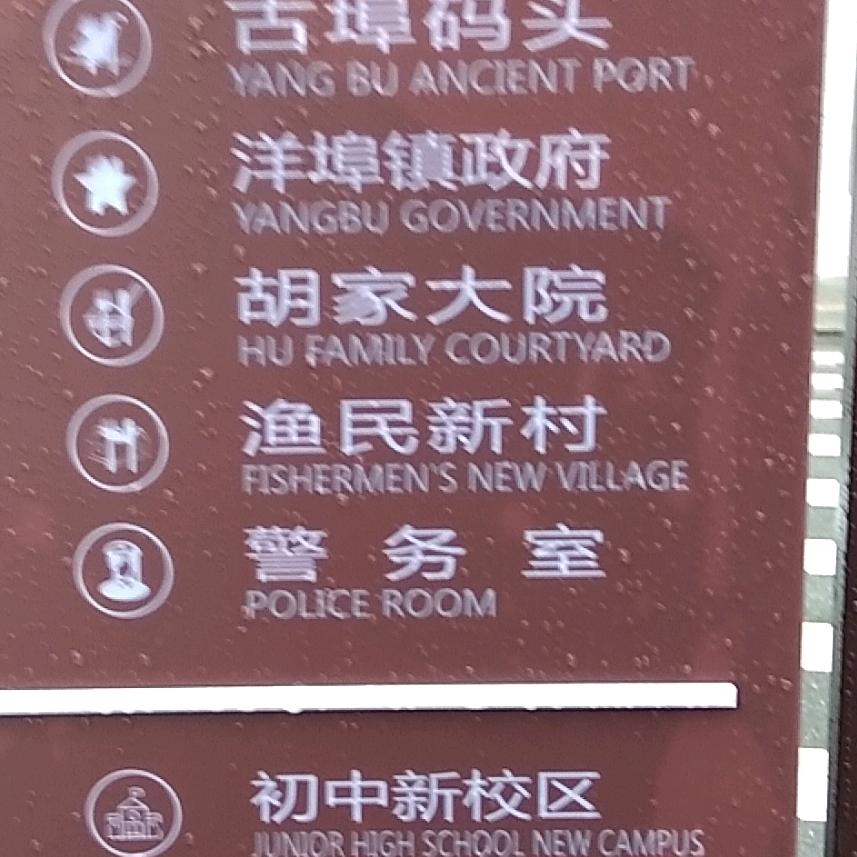 古埠码头
YANG BU ANCIENT PORT
洋埠镇政府
YANGBU GOVERNMENT
胡家大院
HU FAMILY COURTYARD
渔民新村
FISHERMEN'S NEW VILLAGE
警务室
POLICE ROOM
初中新校区
JUNIOR HIGH SCHOOL NEW CAMPUS